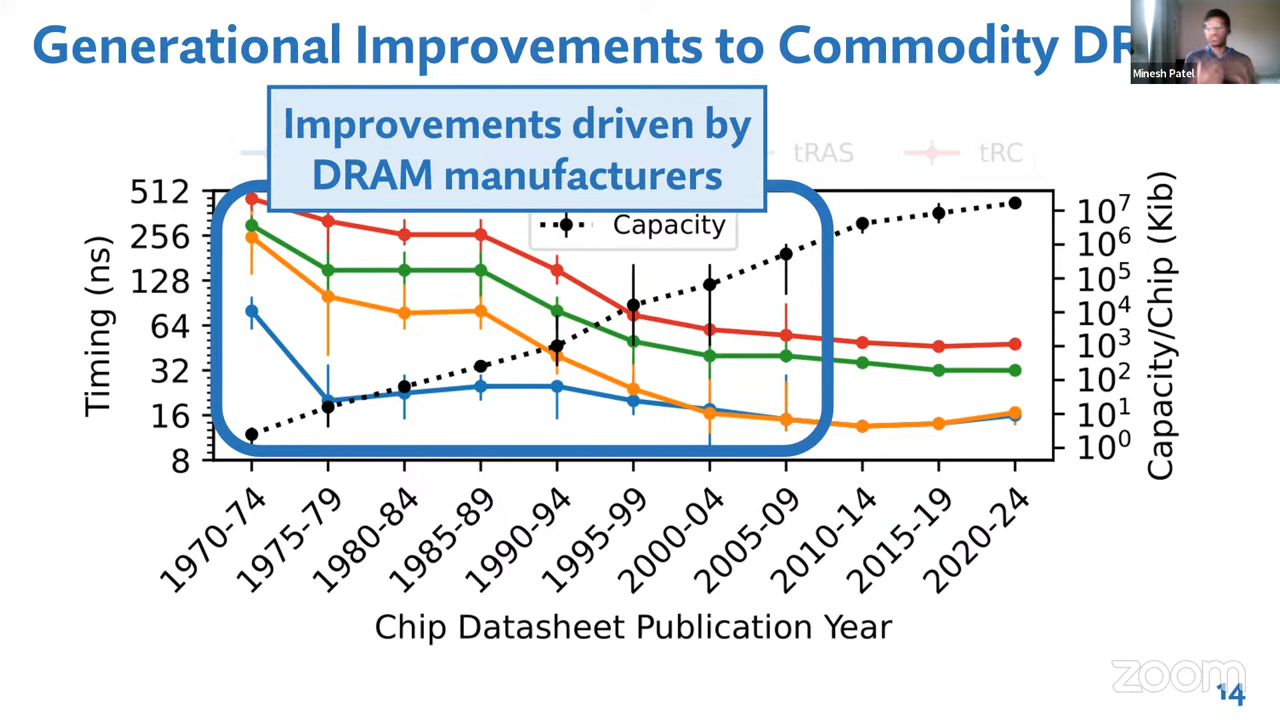 Generational Improvements to Commodity DR
Minesh Patel
Improvements driven by
DRAM manufacturers
tRAS
tRC
Capacity
512
256
128
64
32
16
8
Timing (ns)
10⁷
10⁶
10⁵
10⁴
10³
10²
10¹
10⁰
Capacity/Chip (Kib)
1970-74
1975-79
1980-84
1985-89
1990-94
1995-99
2000-04
2005-09
2010-14
2015-19
2020-24
Chip Datasheet Publication Year
zoom
14